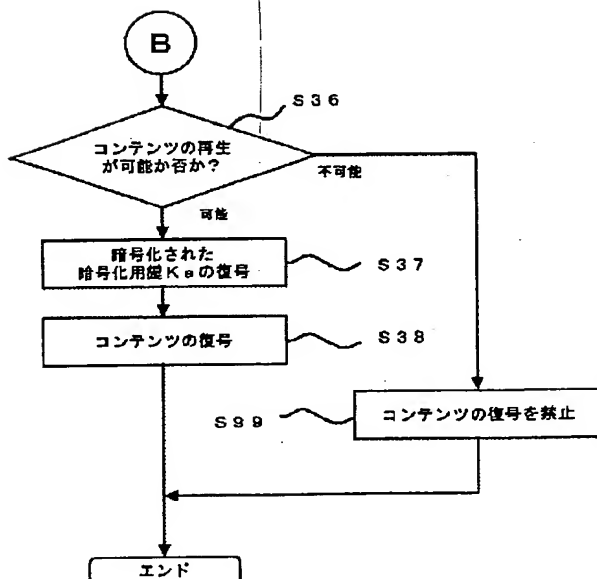 B
S36
コンテンツの再生
が可能か否か?
不可能
可能
暗号化された
暗号化用鍵Keの復号
S37
コンテンツの復号
S38
S39
コンテンツの復号を禁止
エンド